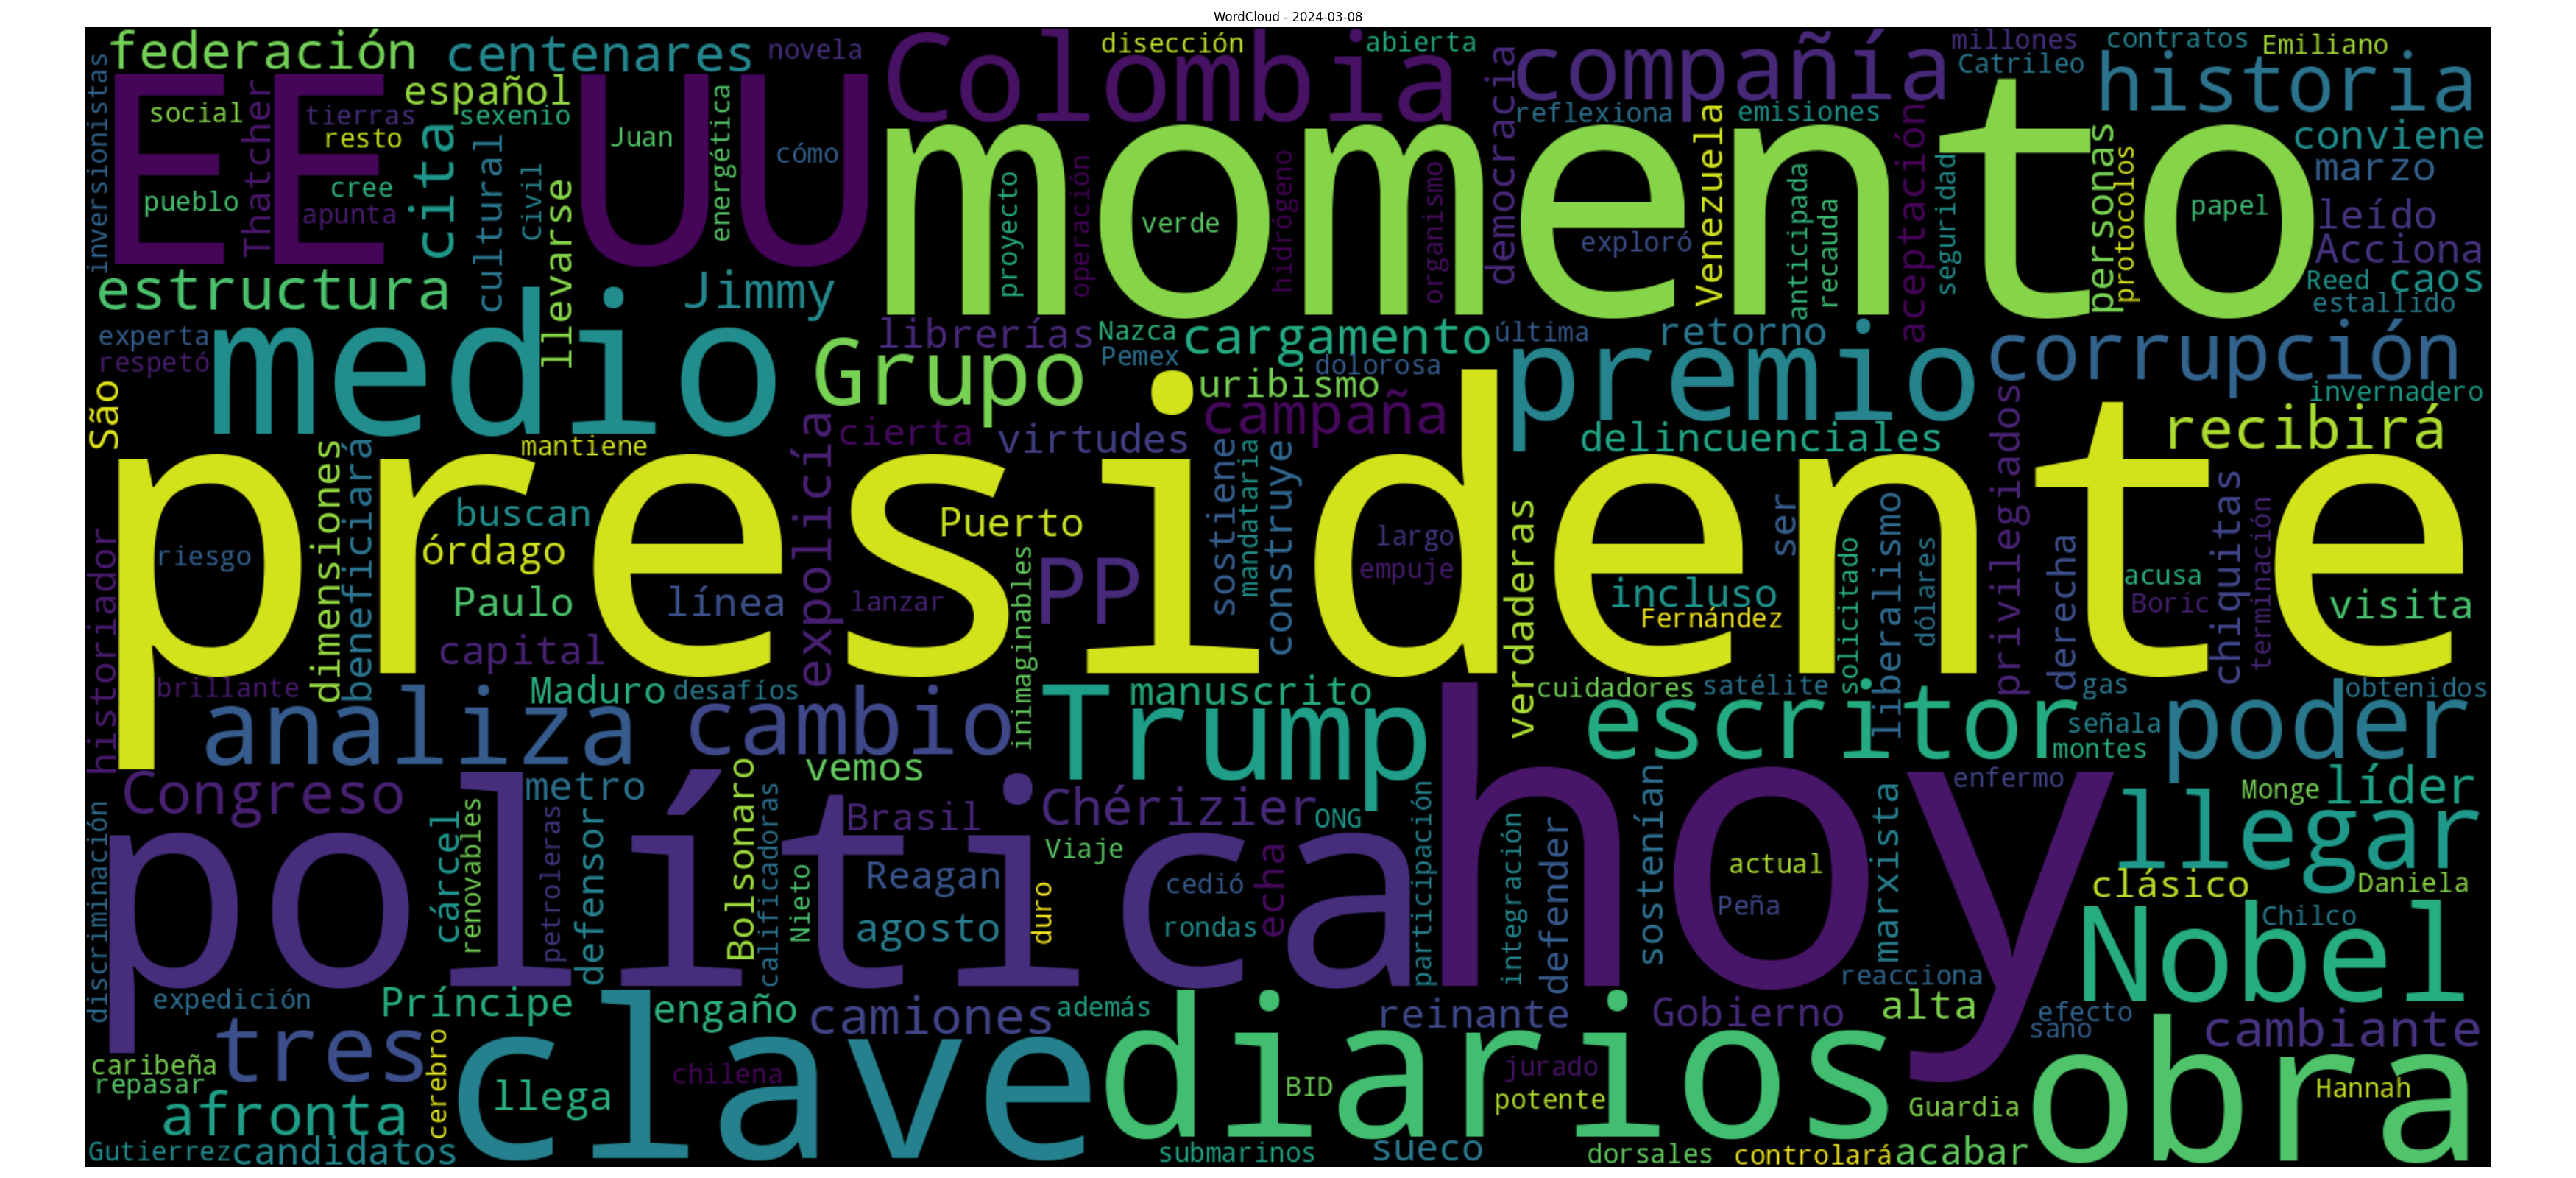 WordCloud - 2024-03-08
federación
centenares
novela
Colombia
disección
abierta
compañía
millones
contratos
Emiliano
Catrileo
historia
inversionistas
EE UU
social
Thatcher
tierras
resto
español
sexenio
cita
cultural
Civil
llevarse
energética
Juan
cómo
pueblo
cree
apunta
momento
proyecto
operación
verde
hidrógeno
organismo
democracia
reflexiona
emisiones
exploró
Venezuela
anticipada
recauda
aceptación
seguridad
personas
protocolos
papel
conviene
marzo
leído
Acciona
Reed
caos
estallido
estructura
Jimmy
experta
respetó
medio
Grupo
librerías
Nazca
Pemex
cargamento
dolorosa
última
retorno
premio
corrupción
invernadero
uribismo
campaña
São
mantiene
cierta
virtudes
delincuenciales
recibirá
presidente
historiador
riesgo
dimensiones
beneficiará
buscan
órdago
Paulo
línea
capital
expolicía
lanzar
Puerto
PP
inimaginables
sostiene
mandataria
construye
largo
empuje
verdaderas
ser
incluso
Fernández
solicitado
liberalismo
dólares
privilegiados
derecha
acusa
Boric
chiquitas
terminación
visita
brillante
Maduro
desafíos
manuscrito
cuidadores
satélite
gas
obtenidos
analiza
cambio
Trump
escritor
señala
montes
poder
Congreso
metro
vemos
Chérizier
ONG
hoy
enfermo
Monge
líder
llegar
política
discriminación
cárcel
renovables
petroleras
defensor
Bolsonaro
calificadoras
Nieto
Brasil
Reagan
agosto
duro
Viaje
cedió
rondas
echa
participación
integración
defender
sostenían
actual
Peña
marxista
clásico
Daniela
Chilco
Nobel
reacciona
expedición
Príncipe
engaño
camiones
además
reinante
Gobierno
alta
efecto
sano
cambiante
tres
caribeña
repasar
cerebro
clave
llega
chilena
diarios
BID
jurado
potente
Guardia
obra
Hannah
afronta
Gutierrez
candidatos
submarinos
sueco
dorsales
controlará
acabar